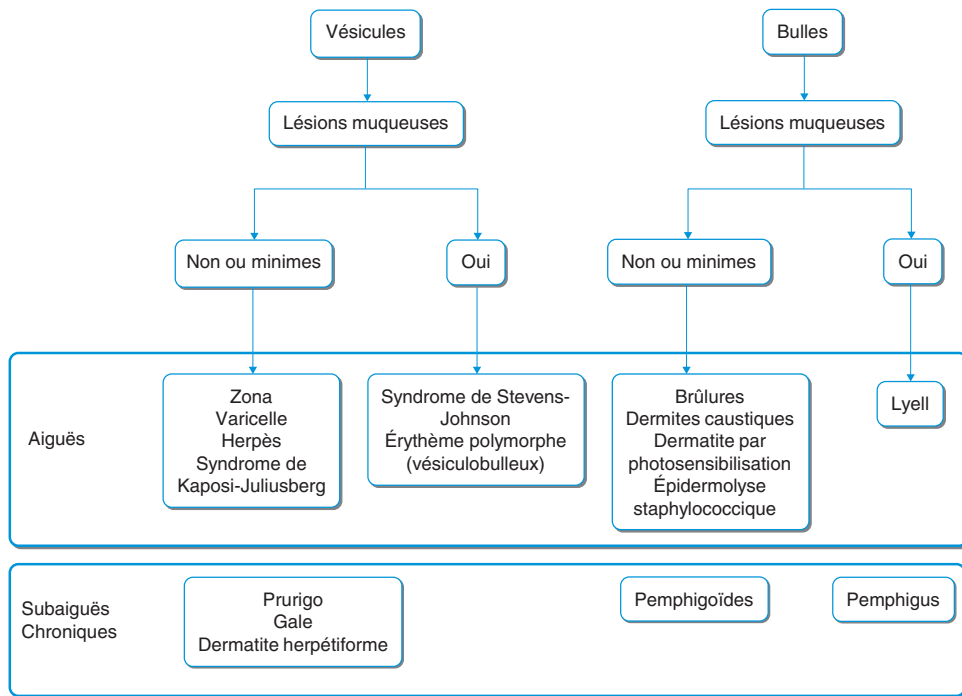 Vésicules
Bulles
Lésions muqueuses
Lésions muqueuses
Non ou minimes
Oui
Non ou minimes
Oui
Aiguës
Zona
Varicelle
Herpès
Syndrome de
Kaposi-Juliusberg
Syndrome de Stevens-
Johnson
Érythème polymorphe
(vésiculobulleux)
Brûlures
Dermites caustiques
Dermatite par
photosensibilisation
Épidermolyse
staphylococcique
Lyell
Subaiguës
Chroniques
Prurigo
Gale
Dermatite herpétiforme
Pemphigoïdes
Pemphigus